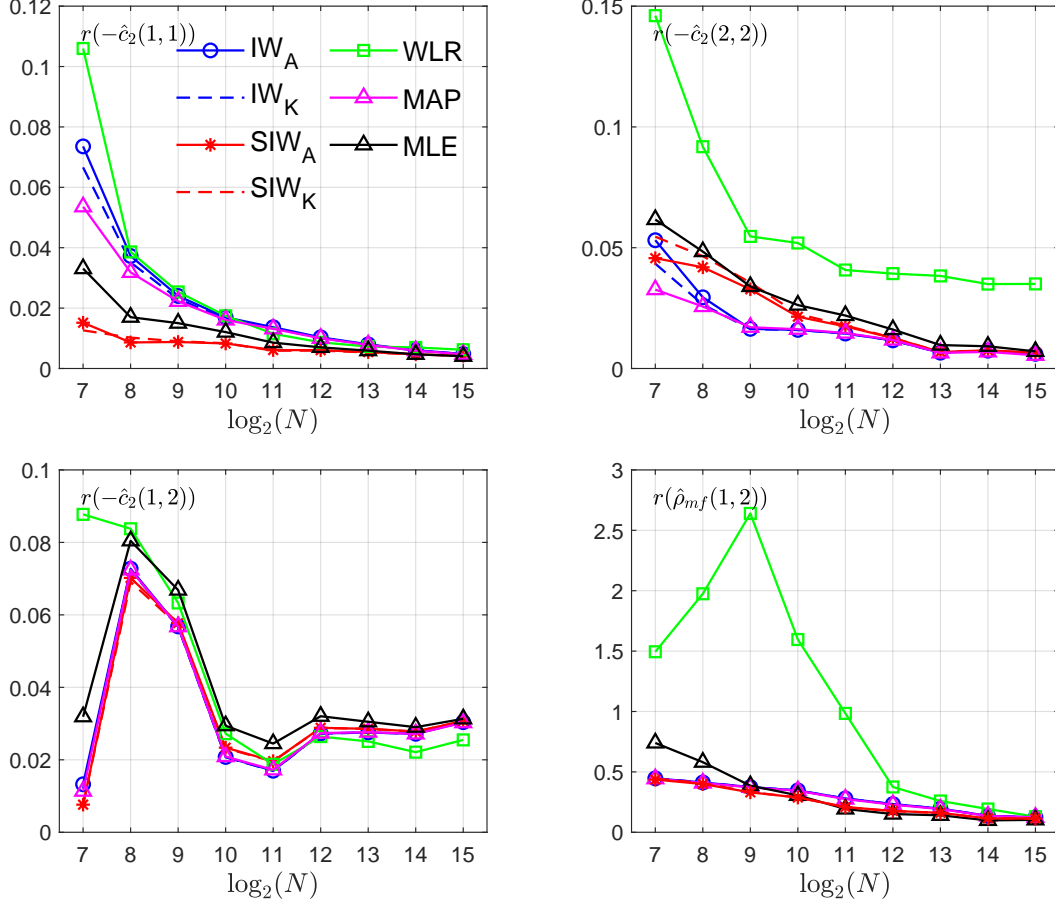 r(-ĉ₂(1,1))
IW_A
IW_K
SIW_A
SIW_K
WLR
MAP
MLE
0.12
0.1
0.08
0.06
0.04
0.02
0
7 8 9 10 11 12 13 14 15
log₂(N)
r(-ĉ₂(2,2))
0.15
0.1
0.05
0
7 8 9 10 11 12 13 14 15
log₂(N)
r(-ĉ₂(1,2))
0.1
0.08
0.06
0.04
0.02
0
7 8 9 10 11 12 13 14 15
log₂(N)
r(ρ̂_mf(1,2))
3
2.5
2
1.5
1
0.5
0
7 8 9 10 11 12 13 14 15
log₂(N)